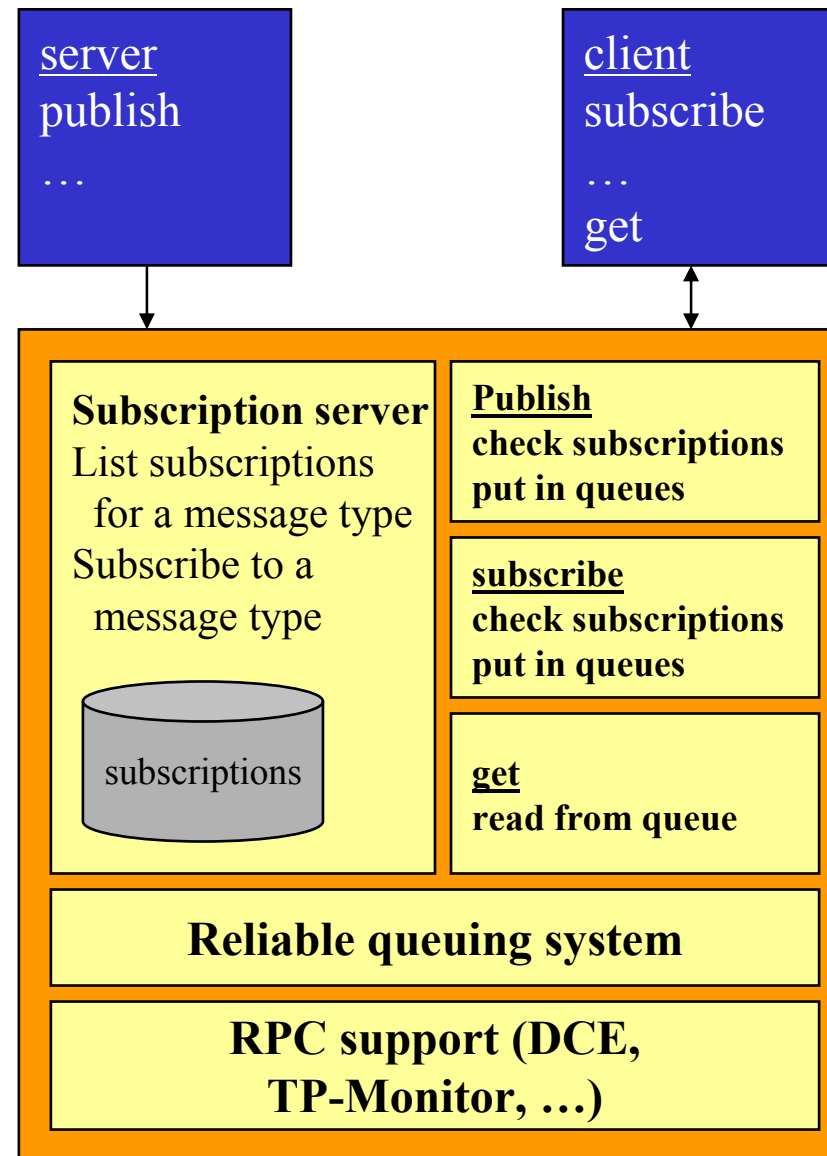 server
publish
…
client
subscribe
…
get
Subscription server
List subscriptions
for a message type
Subscribe to a
message type
subscriptions
Publish
check subscriptions
put in queues
subscribe
check subscriptions
put in queues
get
read from queue
Reliable queuing system
RPC support (DCE,
TP-Monitor, …)